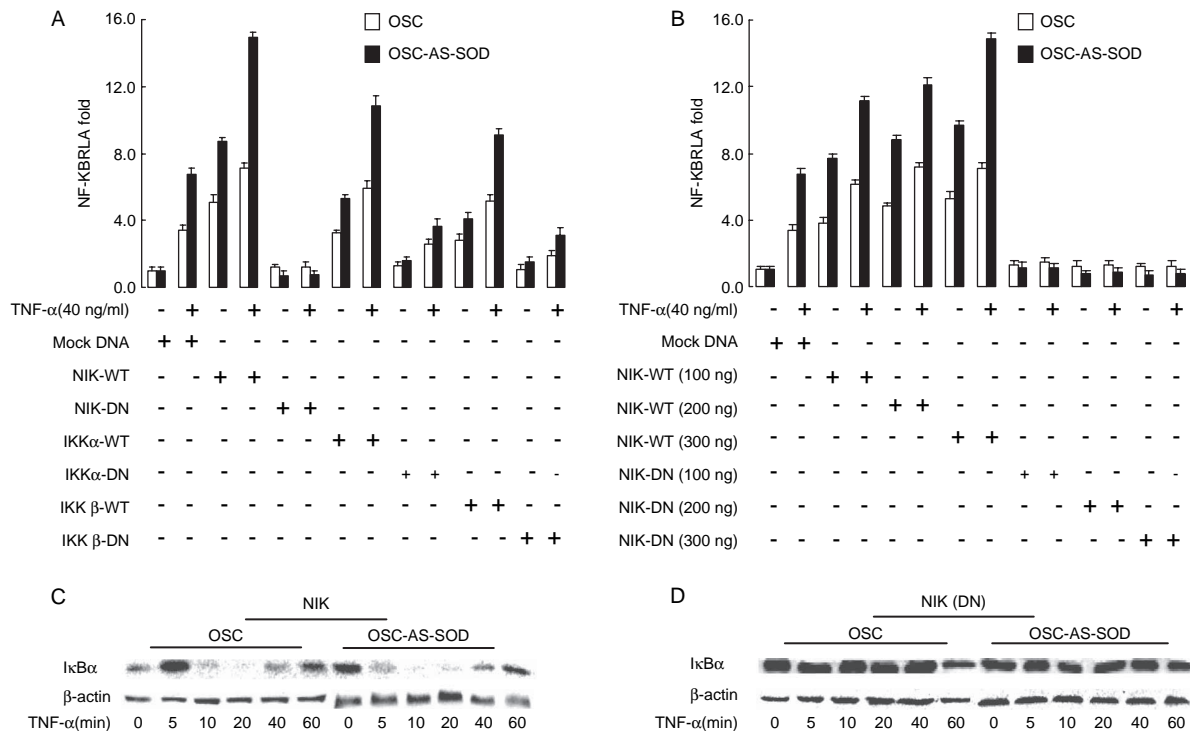 A
OSC
OSC-AS-SOD
NF-KBRLA fold
16.0
12.0
8.0
4.0
0.0
TNF-α(40 ng/ml) - + - + - + - + - + - + - +
Mock DNA + + - - - - - - - - - - - -
NIK-WT - - + + - - - - - - - - - -
NIK-DN - - - - + + - - - - - - - -
IKKα-WT - - - - - - + + - - - - - -
IKKα-DN - - - - - - - - + + - - - -
IKK β-WT - - - - - - - - - - + + - -
IKK β-DN - - - - - - - - - - - - + +
B
OSC
OSC-AS-SOD
NF-KBRLA fold
16.0
12.0
8.0
4.0
0.0
TNF-α(40 ng/ml) - + - + - + - + - + - + - +
Mock DNA + + - - - - - - - - - - - -
NIK-WT (100 ng) - - + + - - - - - - - - - -
NIK-WT (200 ng) - - - - + + - - - - - - - -
NIK-WT (300 ng) - - - - - - + + - - - - - -
NIK-DN (100 ng) - - - - - - - - + + - - - -
NIK-DN (200 ng) - - - - - - - - - - + + - -
NIK-DN (300 ng) - - - - - - - - - - - - + +
C
NIK
OSC OSC-AS-SOD
IκBα
β-actin
TNF-α(min) 0 5 10 20 40 60 0 5 10 20 40 60
D
NIK (DN)
OSC OSC-AS-SOD
IκBα
β-actin
TNF-α(min) 0 5 10 20 40 60 0 5 10 20 40 60